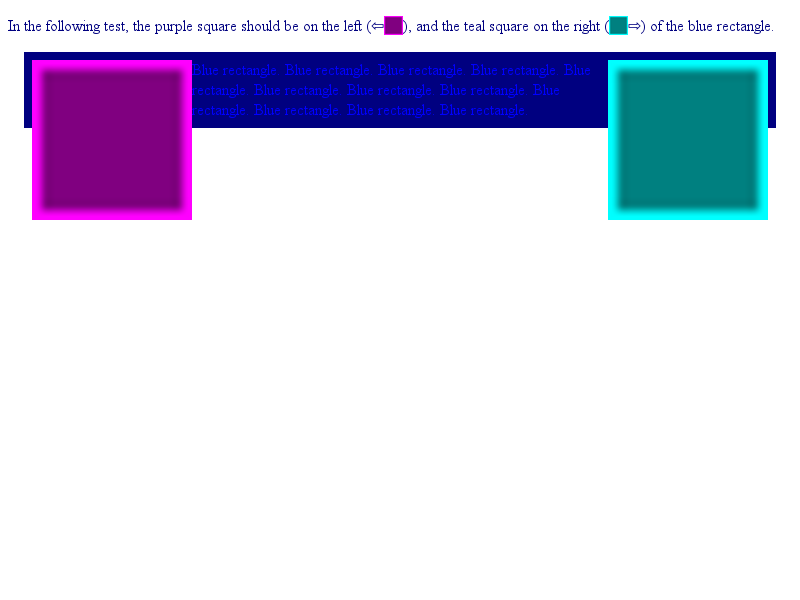 In the following test, the purple square should be on the left (⇦), and the teal square on the right (⇨) of the blue rectangle.
Blue rectangle. Blue rectangle. Blue rectangle. Blue rectangle. Blue
rectangle. Blue rectangle. Blue rectangle. Blue rectangle. Blue
rectangle. Blue rectangle. Blue rectangle. Blue rectangle.